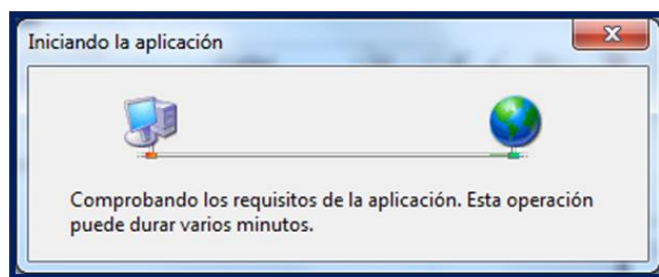 Iniciando la aplicación
Comprobando los requisitos de la aplicación. Esta operación
puede durar varios minutos.